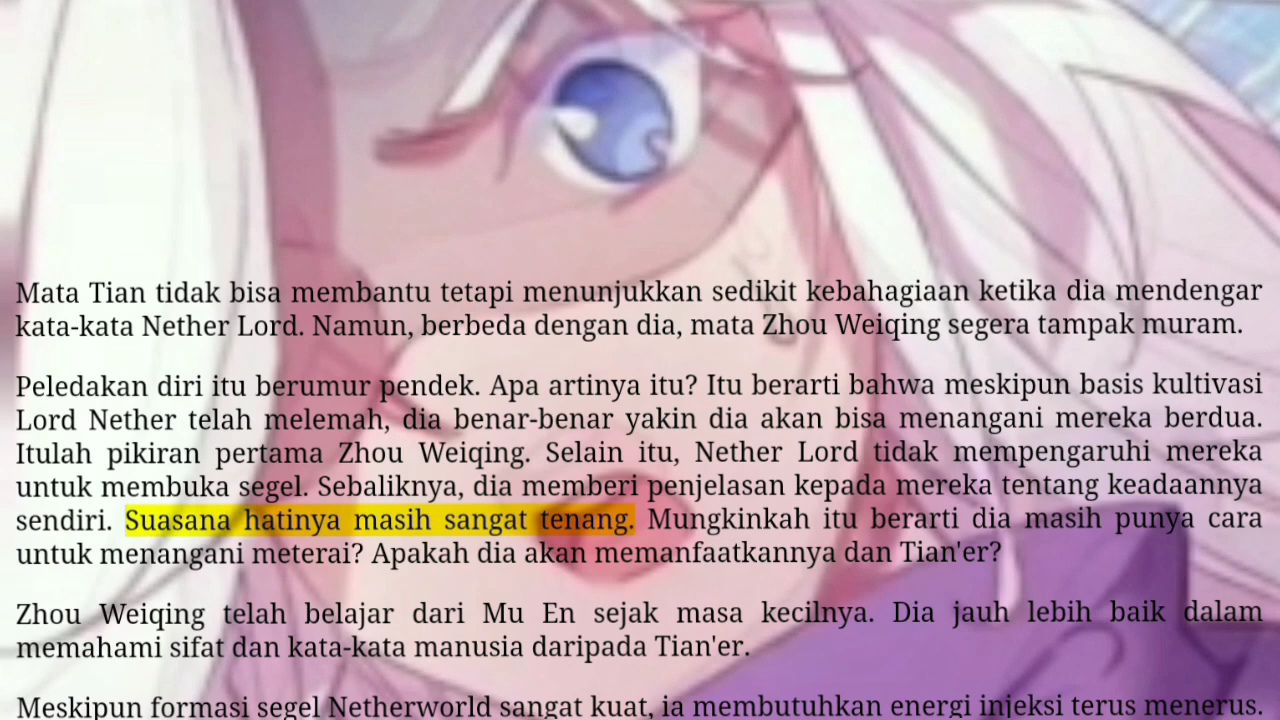 Mata Tian tidak bisa membantu tetapi menunjukkan sedikit kebahagiaan ketika dia mendengar
kata-kata Nether Lord. Namun, berbeda dengan dia, mata Zhou Weiqing segera tampak muram.
Peledakan diri itu berumur pendek. Apa artinya itu? Itu berarti bahwa meskipun basis kultivasi
Lord Nether telah melemah, dia benar-benar yakin dia akan bisa menangani mereka berdua.
Itulah pikiran pertama Zhou Weiqing. Selain itu, Nether Lord tidak mempengaruhi mereka
untuk membuka segel. Sebaliknya, dia memberi penjelasan kepada mereka tentang keadaannya
sendiri. Suasana hatinya masih sangat tenang. Mungkinkah itu berarti dia masih punya cara
untuk menangani meterai? Apakah dia akan memanfaatkannya dan Tian'er?
Zhou Weiqing telah belajar dari Mu En sejak masa kecilnya. Dia jauh lebih baik dalam
memahami sifat dan kata-kata manusia daripada Tian'er.
Meskipun formasi segel Netherworld sangat kuat, ia membutuhkan energi injeksi terus menerus.